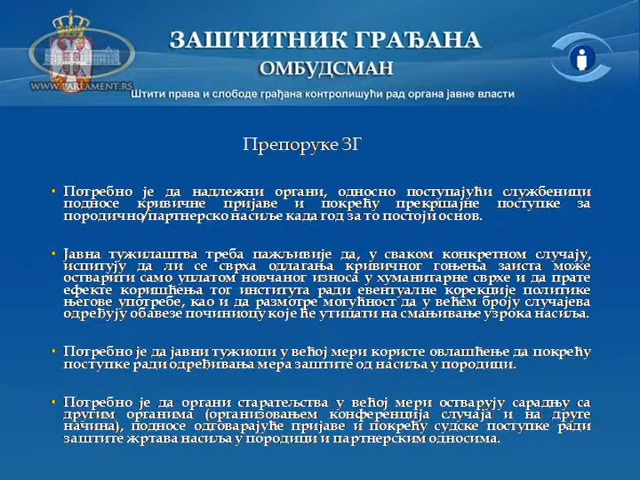 ЗАШТИТНИК ГРАЂАНА
ОМБУДСМАН
WWW.PARLAMENT.RS
Штити права и слободе грађана контролишући рад органа јавне власти
Препоруке ЗГ
• Потребно је да надлежни органи, односно поступајући службеници
подносе кривичне пријаве и покрећу прекршајне поступке за
породично/партнерско насиље када год за то постоји основ.
• Јавна тужилаштва треба пажљивије да, у сваком конкретном случају,
испитују да ли се сврха одлагања кривичног гоњења заиста може
остварити само уплатом новчаног износа у хуманитарне сврхе и да прате
ефекте коришћења тог института ради евентуалне корекције политике
његове употребе, као и да размотре могућност да у већем броју случајева
одређују обавезе починиоцу које ће утицати на смањивање узрока насиља.
• Потребно је да јавни тужиоци у већој мери користе овлашћење да покрећу
поступке ради одређивања мера заштите од насиља у породици.
• Потребно је да органи старатељства у већој мери остварују сарадњу са
другим органима (организовањем конференција случаја и на друге
начина), подносе одговарајуће пријаве и покрећу судске поступке ради
заштите жртава насиља у породици и партнерским односима.